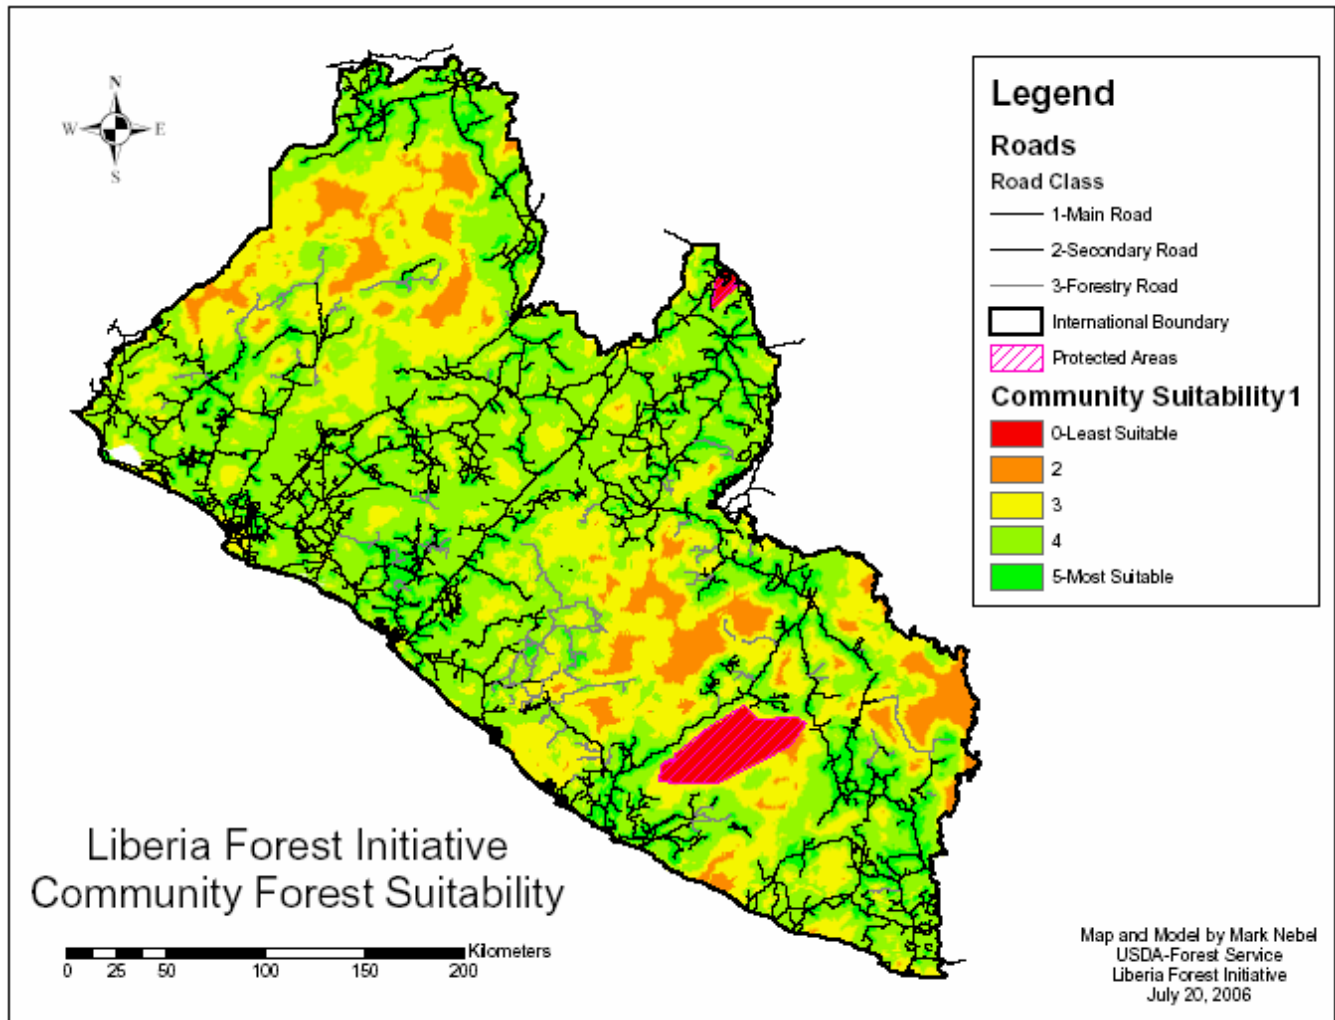 N
W E
S
Legend
Roads
Road Class
1-Main Road
2-Secondary Road
3-Forestry Road
International Boundary
Protected Areas
Community Suitability1
0-Least Suitable
2
3
4
5-Most Suitable
Liberia Forest Initiative
Community Forest Suitability
Kilometers
0 25 50 100 150 200
Map and Model by Mark Nebel
USDA-Forest Service
Liberia Forest Initiative
July 20, 2006